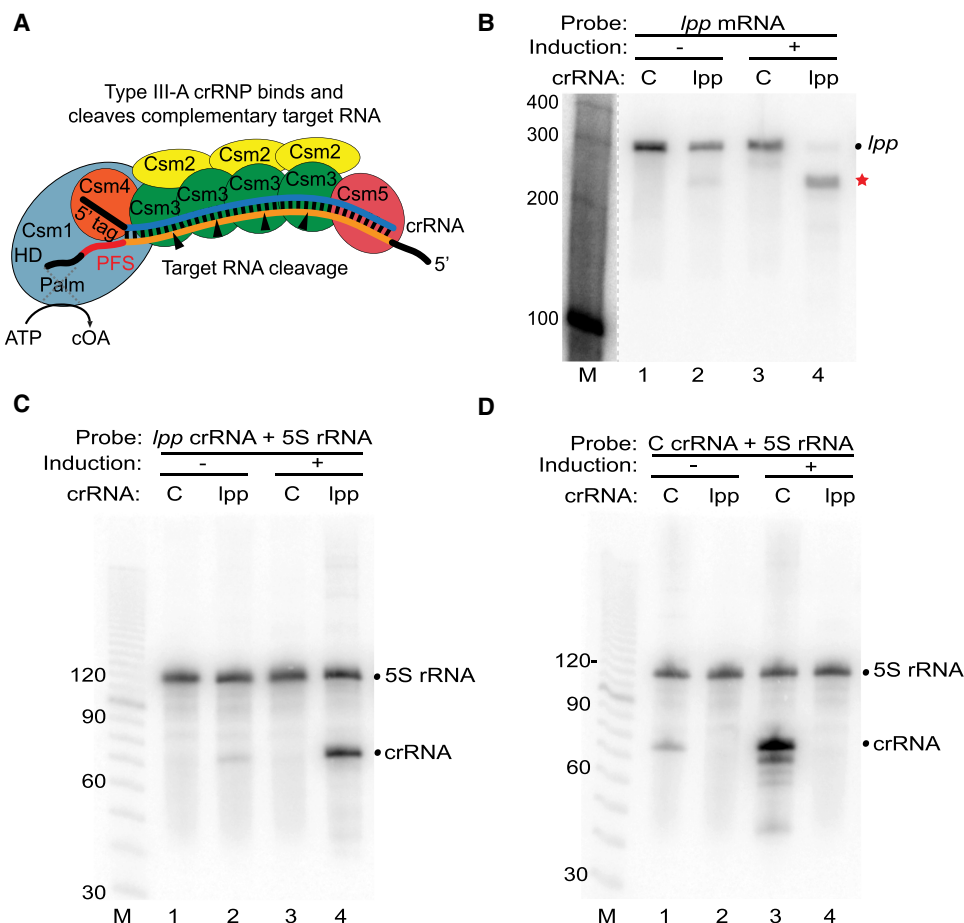 A
Type III-A crRNP binds and
cleaves complementary target RNA
Csm2
Csm2
Csm2
Csm4
Csm3
Csm3
Csm3
Csm3
Csm5
5' tag
Csm1
crRNA
HD
PFS
Target RNA cleavage
5'
Palm
ATP
cOA
B
Probe: lpp mRNA
Induction: - +
crRNA: C lpp C lpp
400
300
lpp
200
100
M 1 2 3 4
C
Probe: lpp crRNA + 5S rRNA
Induction: - +
crRNA: C lpp C lpp
120
5S rRNA
90
crRNA
60
30
M 1 2 3 4
D
Probe: C crRNA + 5S rRNA
Induction: - +
crRNA: C lpp C lpp
120-
5S rRNA
90
crRNA
60
30
M 1 2 3 4